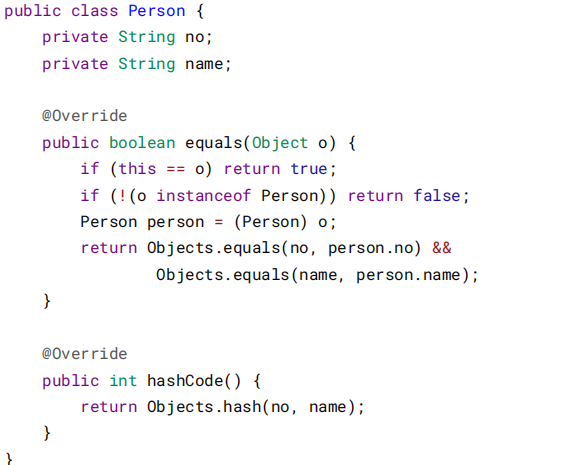 public class Person {
    private String no;
    private String name;

    @Override
    public boolean equals(Object o) {
        if (this == o) return true;
        if (!(o instanceof Person)) return false;
        Person person = (Person) o;
        return Objects.equals(no, person.no) &&
                Objects.equals(name, person.name);
    }

    @Override
    public int hashCode() {
        return Objects.hash(no, name);
    }
}